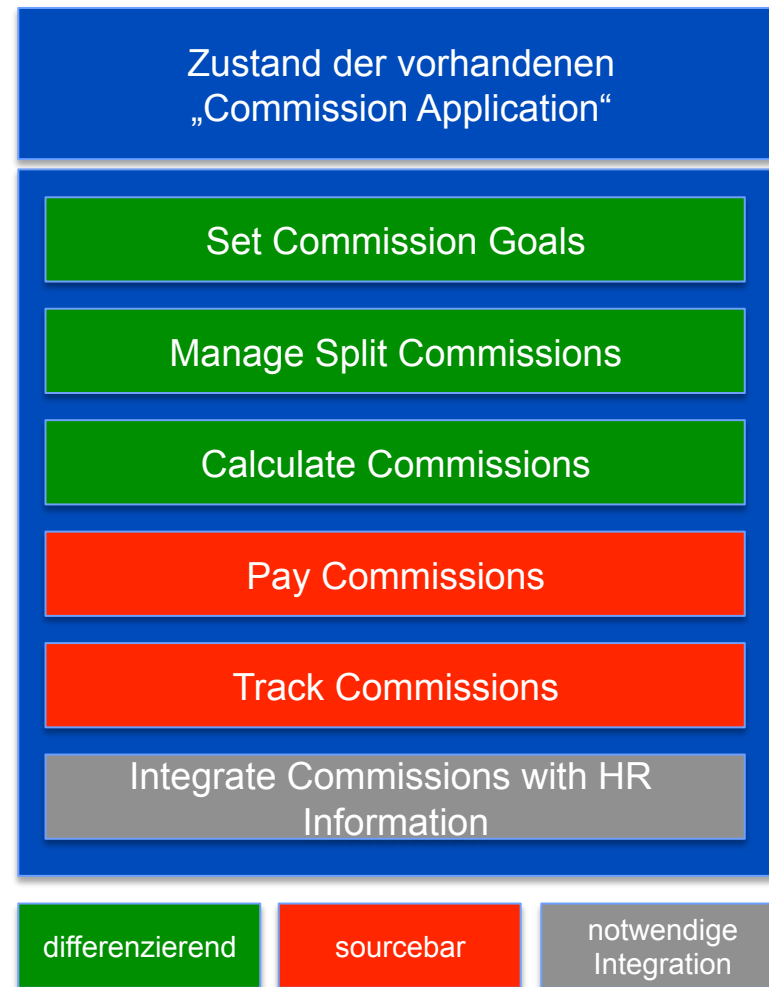 Zustand der vorhandenen
„Commission Application“
Set Commission Goals
Manage Split Commissions
Calculate Commissions
Pay Commissions
Track Commissions
Integrate Commissions with HR
Information
differenzierend
sourcebar
notwendige
Integration